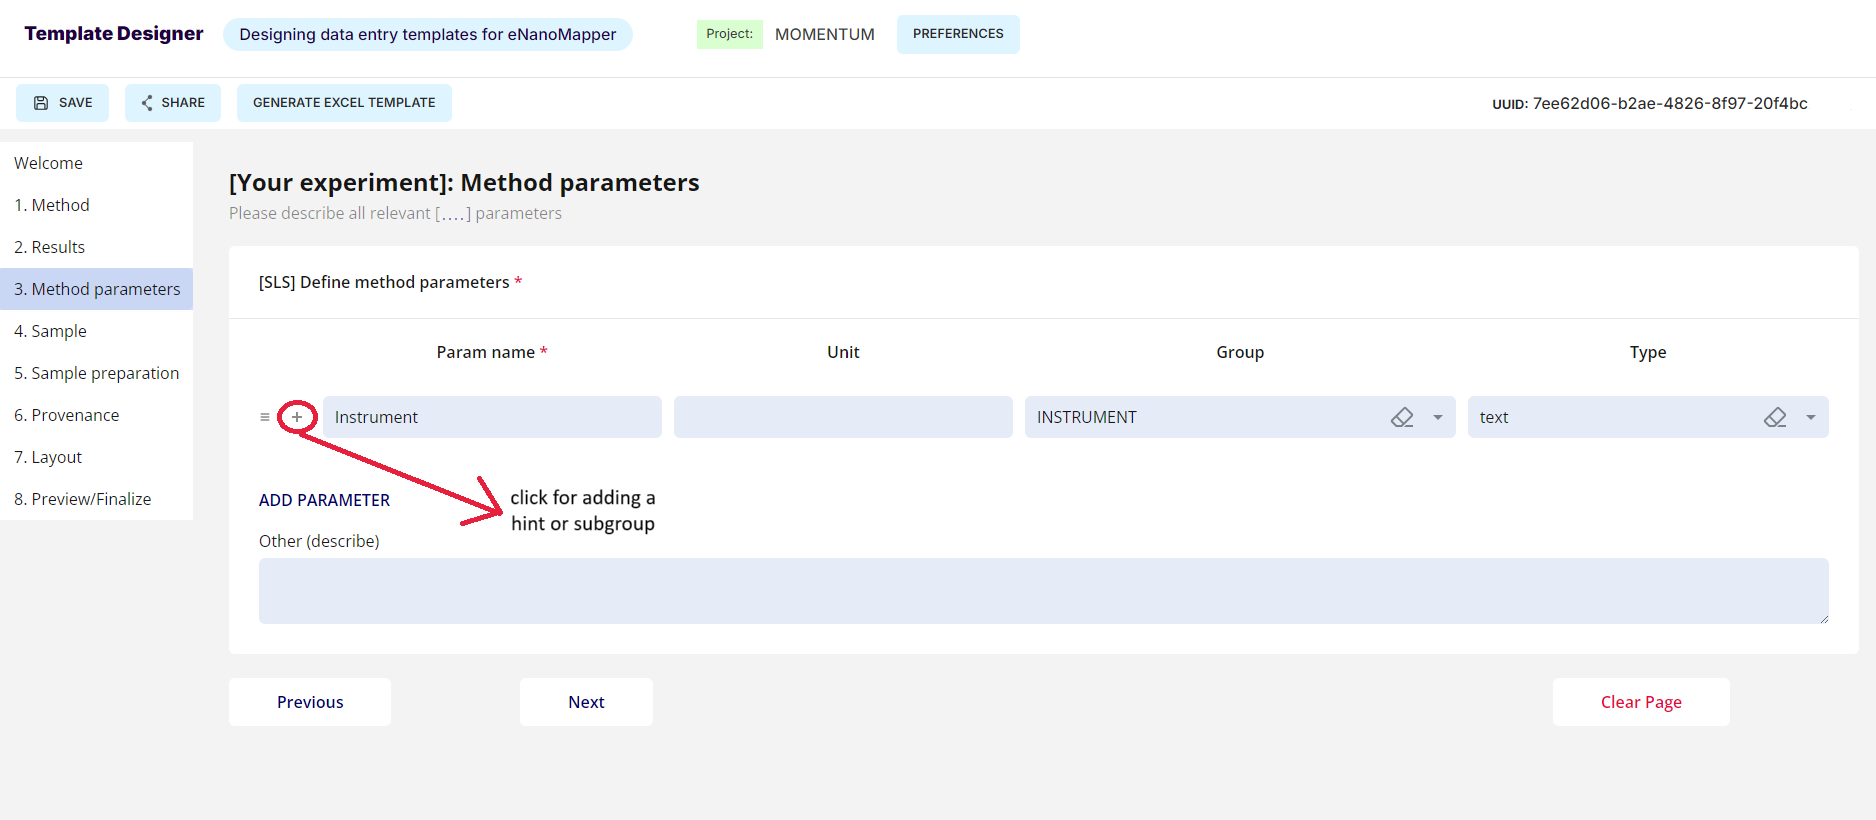 Template Designer
Designing data entry templates for eNanoMapper
Project:
MOMENTUM
PREFERENCES
SAVE
SHARE
GENERATE EXCEL TEMPLATE
UUID: 7ee62d06-b2ae-4826-8f97-20f4bc
Welcome
1. Method
2. Results
3. Method parameters
4. Sample
5. Sample preparation
6. Provenance
7. Layout
8. Preview/Finalize
[Your experiment]: Method parameters
Please describe all relevant [....] parameters
[SLS] Define method parameters *
Param name *
Unit
Group
Type
Instrument
INSTRUMENT
text
ADD PARAMETER
click for adding a
hint or subgroup
Other (describe)
Previous
Next
Clear Page